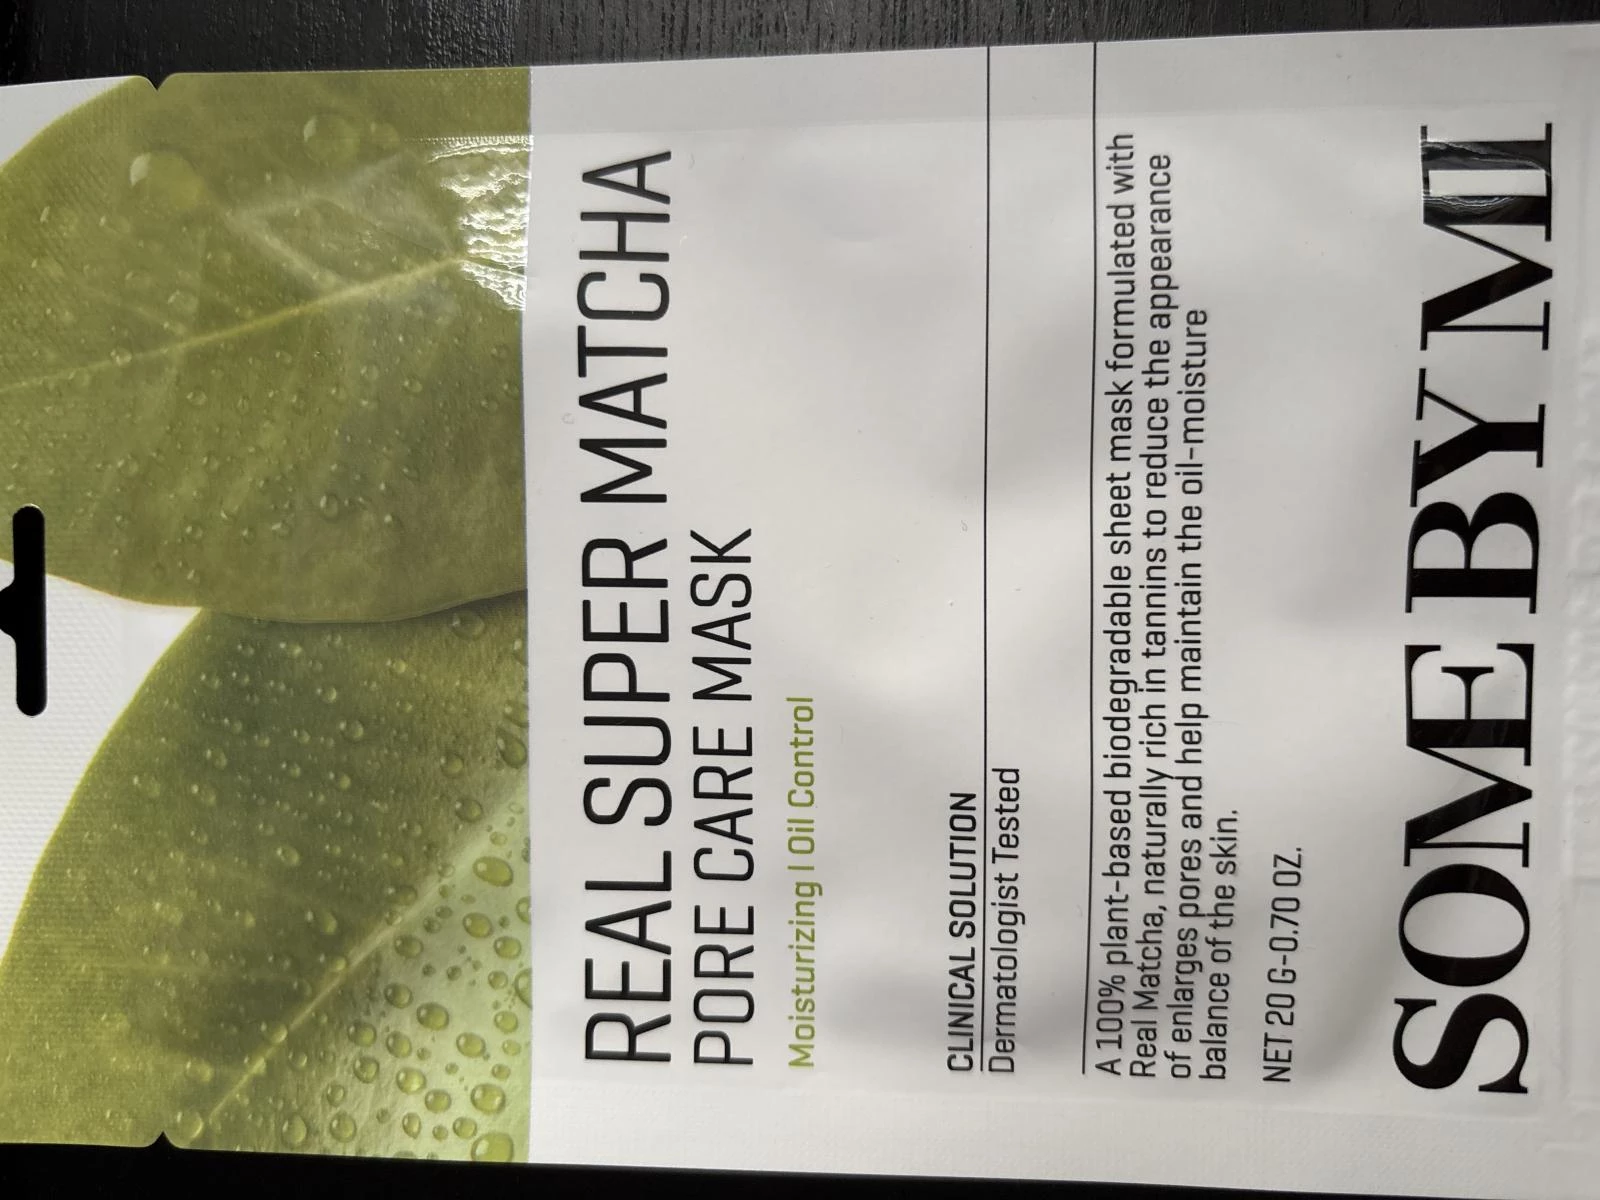 REAL SUPER MATCHA
PORE CARE MASK
Moisturizing | Oil Control
CLINICAL SOLUTION
Dermatologist Tested
A 100% plant-based biodegradable sheet mask formulated with
Real Matcha, naturally rich in tannins to reduce the appearance
of enlarges pores and help maintain the oil-moisture
balance of the skin.
NET 20 G-0.70 OZ.
SOME BY MI